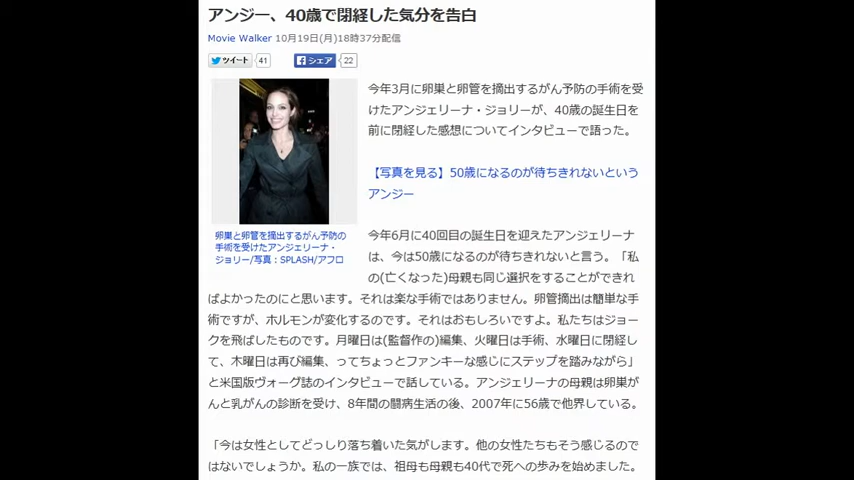 アンジー、40歳で閉経した気分を告白
Movie Walker 10月19日(月)18時37分配信
ツイート 41 シェア 22
今年3月に卵巣と卵管を摘出するがん予防の手術を受
けたアンジェリーナ・ジョリーが、40歳の誕生日を
前に閉経した感想についてインタビューで語った。
【写真を見る】50歳になるのが待ちきれないという
アンジー
卵巣と卵管を摘出するがん予防の
手術を受けたアンジェリーナ・
ジョリー/写真：SPLASH/アフロ
今年6月に40回目の誕生日を迎えたアンジェリーナ
は、今は50歳になるのが待ちきれないと言う。「私
の(亡くなった)母親も同じ選択をすることができれ
ばよかったのにと思います。それは楽な手術ではありません。卵管摘出は簡単な手
術ですが、ホルモンが変化するのです。それはおもしろいですよ。私たちはジョー
クを飛ばしたものです。月曜日は(監督作の)編集、火曜日は手術、水曜日に閉経し
て、木曜日は再び編集、ってちょっとファンキーな感じにステップを踏みながら」
と米国版ヴォーグ誌のインタビューで話している。アンジェリーナの母親は卵巣が
んと乳がんの診断を受け、8年間の闘病生活の後、2007年に56歳で他界している。
「今は女性としてどっしり落ち着いた気がします。他の女性たちもそう感じるので
はないでしょうか。私の一族では、祖母も母親も40代で死への歩みを始めました。